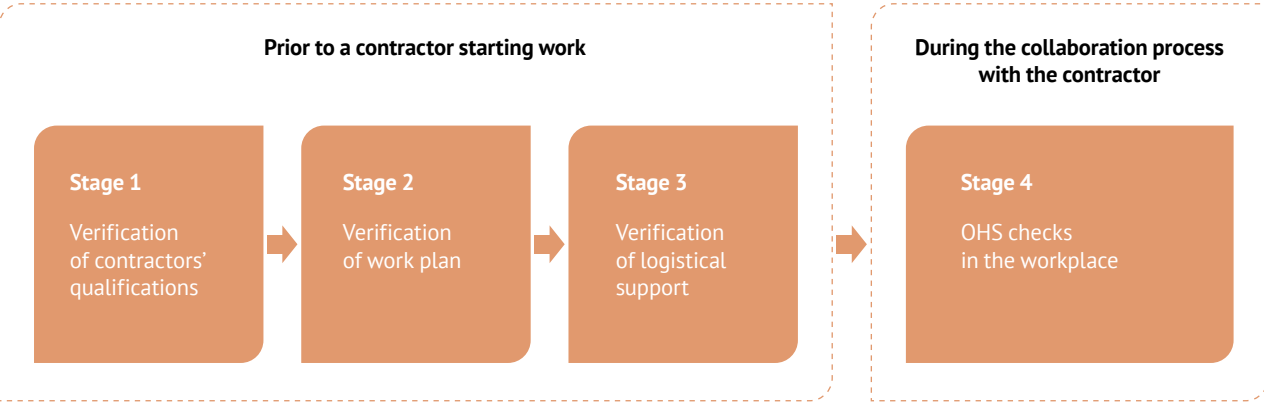 Prior to a contractor starting work
During the collaboration process
with the contractor
Stage 1
Verification
of contractors’
qualifications
Stage 2
Verification
of work plan
Stage 3
Verification
of logistical
support
Stage 4
OHS checks
in the workplace